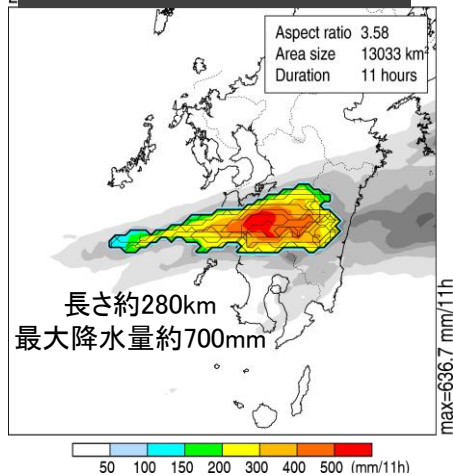 Aspect ratio 3.58
Area size 13033 km²
Duration 11 hours
長さ約280km
最大降水量約700mm
max=636.7 mm/11h
50 100 150 200 300 400 500 (mm/11h)